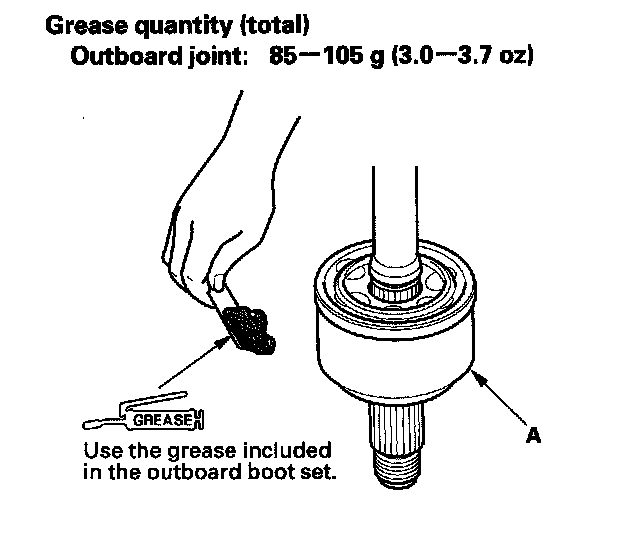 Grease quantity (total)
Outboard joint: 85—105 g (3.0—3.7 oz)
GREASE
A
Use the grease included
in the outboard boot set.